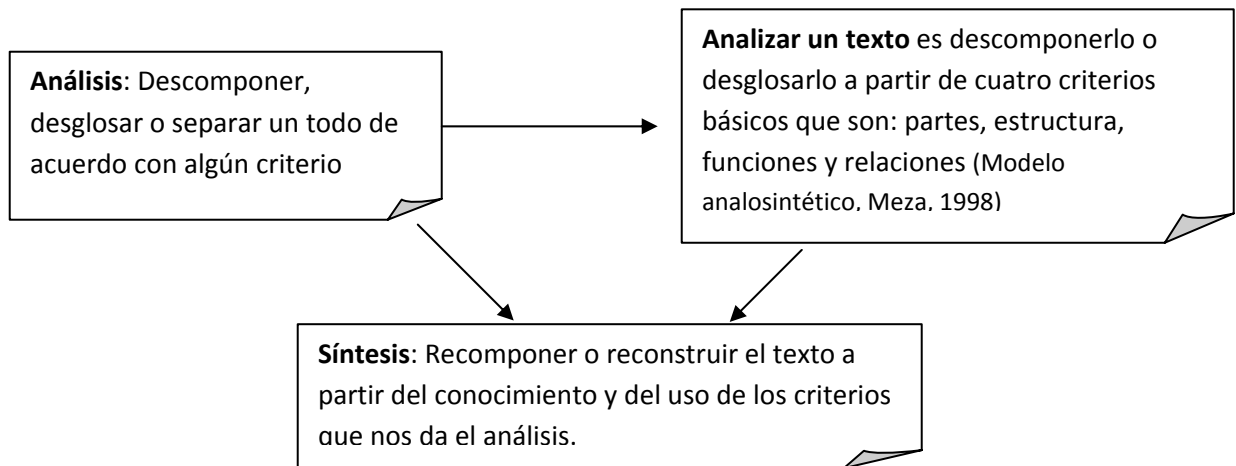 Análisis: Descomponer,
desglosar o separar un todo de
acuerdo con algún criterio
Analizar un texto es descomponerlo o
desglosarlo a partir de cuatro criterios
básicos que son: partes, estructura,
funciones y relaciones (Modelo
analosintético, Meza, 1998)
Síntesis: Recomponer o reconstruir el texto a
partir del conocimiento y del uso de los criterios
que nos da el análisis.